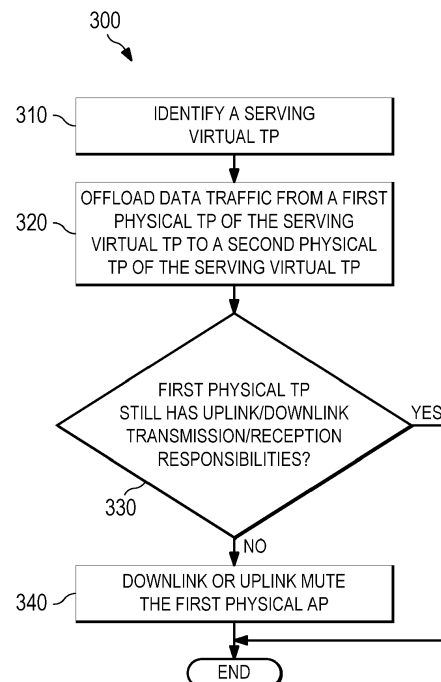 300
310
IDENTIFY A SERVING
VIRTUAL TP
320
OFFLOAD DATA TRAFFIC FROM A FIRST
PHYSICAL TP OF THE SERVING
VIRTUAL TP TO A SECOND PHYSICAL
TP OF THE SERVING VIRTUAL TP
FIRST PHYSICAL TP
STILL HAS UPLINK/DOWNLINK
TRANSMISSION/RECEPTION
RESPONSIBILITIES?
YES
330
NO
340
DOWNLINK OR UPLINK MUTE
THE FIRST PHYSICAL AP
END